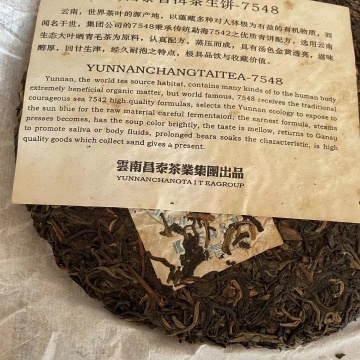 普洱茶生饼-7548
云南，世界茶叶的源产地，以蕴藏多种对人体极为有益的有机物质，
闻名于世，集团公司的7548秉承传统勐海7542之优质青饼配方，选用云南
生态大叶晒青毛茶为原料，认真配方，蒸压而成，具有汤色金黄透亮，滋味
醇厚，回甘生津，经久耐泡之特点，极具品饮与收藏价值。
YUNNANCHANGTAITEA-7548
Yunnan, the world tea source habitat, contains many kinds of to the human body
extremely beneficial organic matter, but world famous, 7548 receives the traditional
courageous sea 7542 high-quality formulas, selects the Yunnan ecology to expose to
the sun blue for the raw material careful fermentation, the earnest formula, steams
presses becomes, has the soup color brightly, the taste is mellow, returns to Gansu
to promote saliva or body fluids, prolonged bears soaks the characteristic, is high
quality goods which collect sand gives a present.
雲南昌泰茶業集團出品
YUNNANCHANGTAITEAGROUP